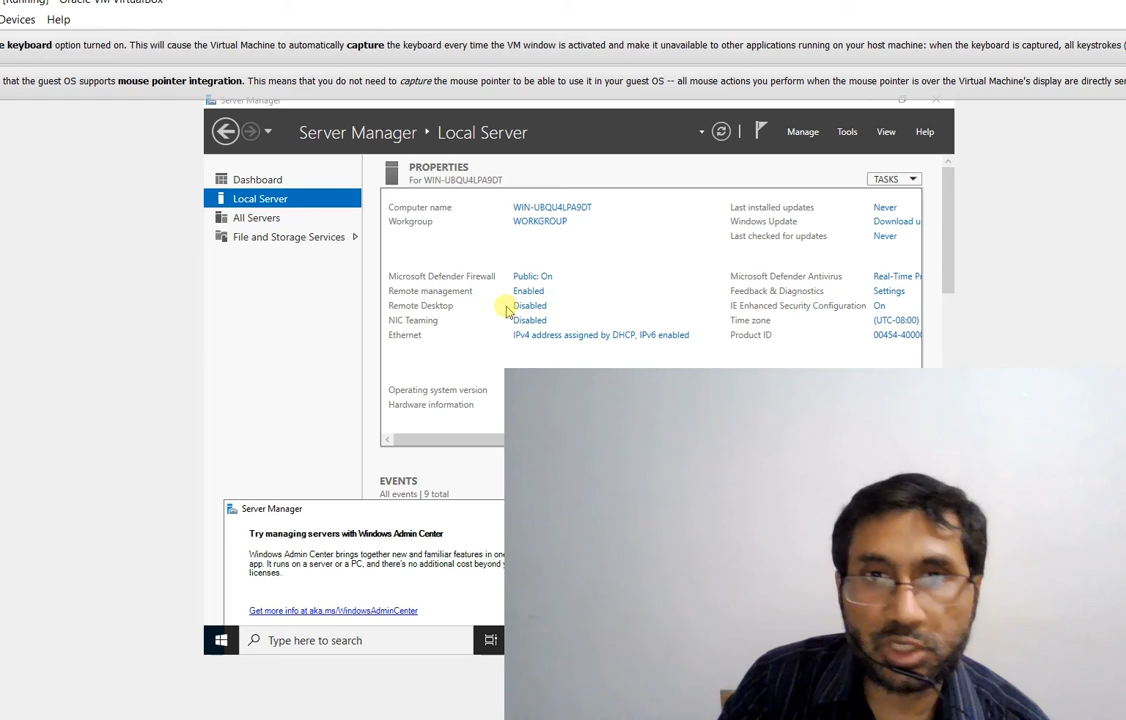 [Running] - Oracle VM VirtualBox
Devices Help
e keyboard option turned on. This will cause the Virtual Machine to automatically capture the keyboard every time the VM window is activated and make it unavailable to other applications running on your host machine: when the keyboard is captured, all keystrokes (
that the guest OS supports mouse pointer integration. This means that you do not need to capture the mouse pointer to be able to use it in your guest OS -- all mouse actions you perform when the mouse pointer is over the Virtual Machine's display are directly ser
Server Manager
Server Manager ‣ Local Server
Manage Tools View Help
Dashboard
Local Server
All Servers
File and Storage Services
PROPERTIES
For WIN-UBQU4LPA9DT
TASKS
Computer name WIN-UBQU4LPA9DT Last installed updates Never
Workgroup WORKGROUP Windows Update Download u
Last checked for updates Never
Microsoft Defender Firewall Public: On Microsoft Defender Antivirus Real-Time Pr
Remote management Enabled Feedback & Diagnostics Settings
Remote Desktop Disabled IE Enhanced Security Configuration On
NIC Teaming Disabled Time zone (UTC-08:00)
Ethernet IPv4 address assigned by DHCP, IPv6 enabled Product ID 00454-40000
Operating system version
Hardware information
EVENTS
All events | 9 total
Server Manager
Try managing servers with Windows Admin Center
Windows Admin Center brings together new and familiar features in one
app. It runs on a server or a PC, and there's no additional cost beyond
licenses.
Get more info at aka.ms/WindowsAdminCenter
Type here to search